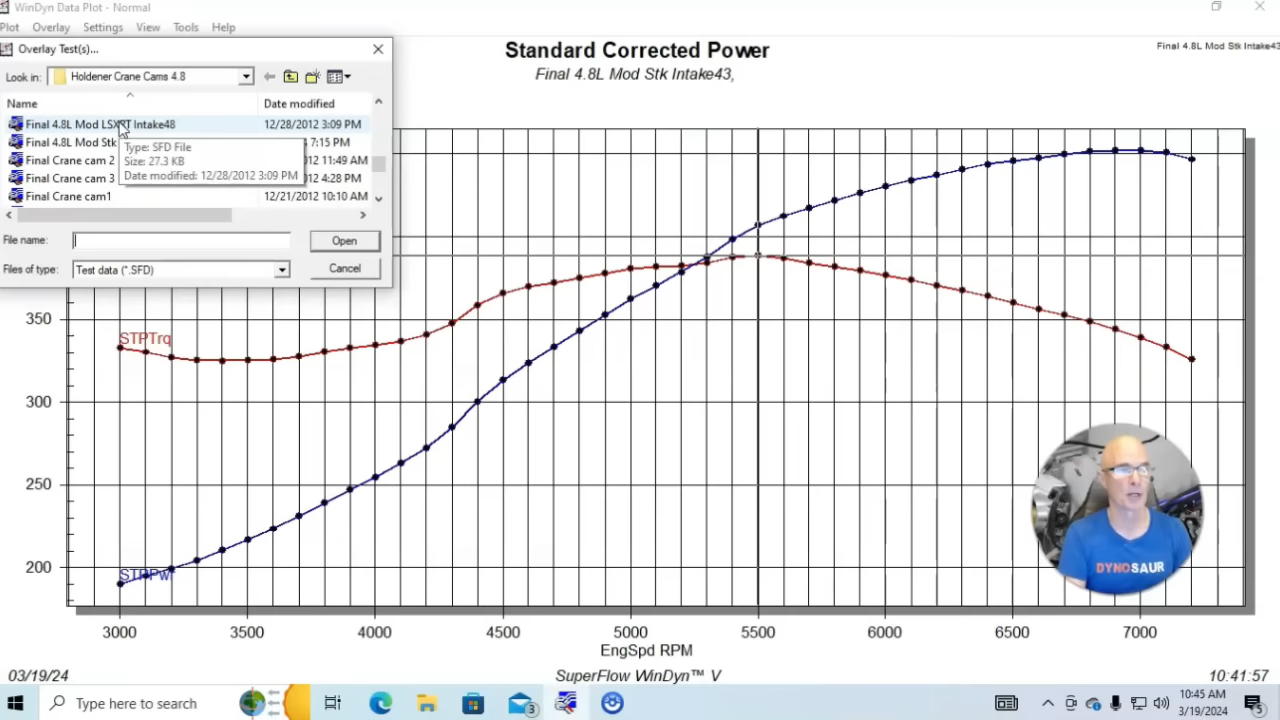 WinDyn Data Plot - Normal
Plot Overlay Settings View Tools Help
Overlay Test(s)...
Look in: Holdener Crane Cams 4.8
Name Date modified
Final 4.8L Mod LSXRT Intake48 12/28/2012 3:09 PM
Final 4.8L Mod Stk 7:15 PM
Final Crane cam 2 2012 11:49 AM
Final Crane cam 3 2012 4:28 PM
Final Crane cam1 12/21/2012 10:10 AM
Type: SFD File
Size: 27.3 KB
Date modified: 12/28/2012 3:09 PM
File name: Open
Files of type: Test data (*.SFD) Cancel
Standard Corrected Power
Final 4.8L Mod Stk Intake43,
Final 4.8L Mod Stk Intake43
350
300
250
200
STPTrq
STPPwr
3000 3500 4000 4500 5000 5500 6000 6500 7000
EngSpd RPM
DYNOSAUR
03/19/24 SuperFlow WinDyn™ V 10:41:57
Type here to search
3
10:45 AM
3/19/2024
5